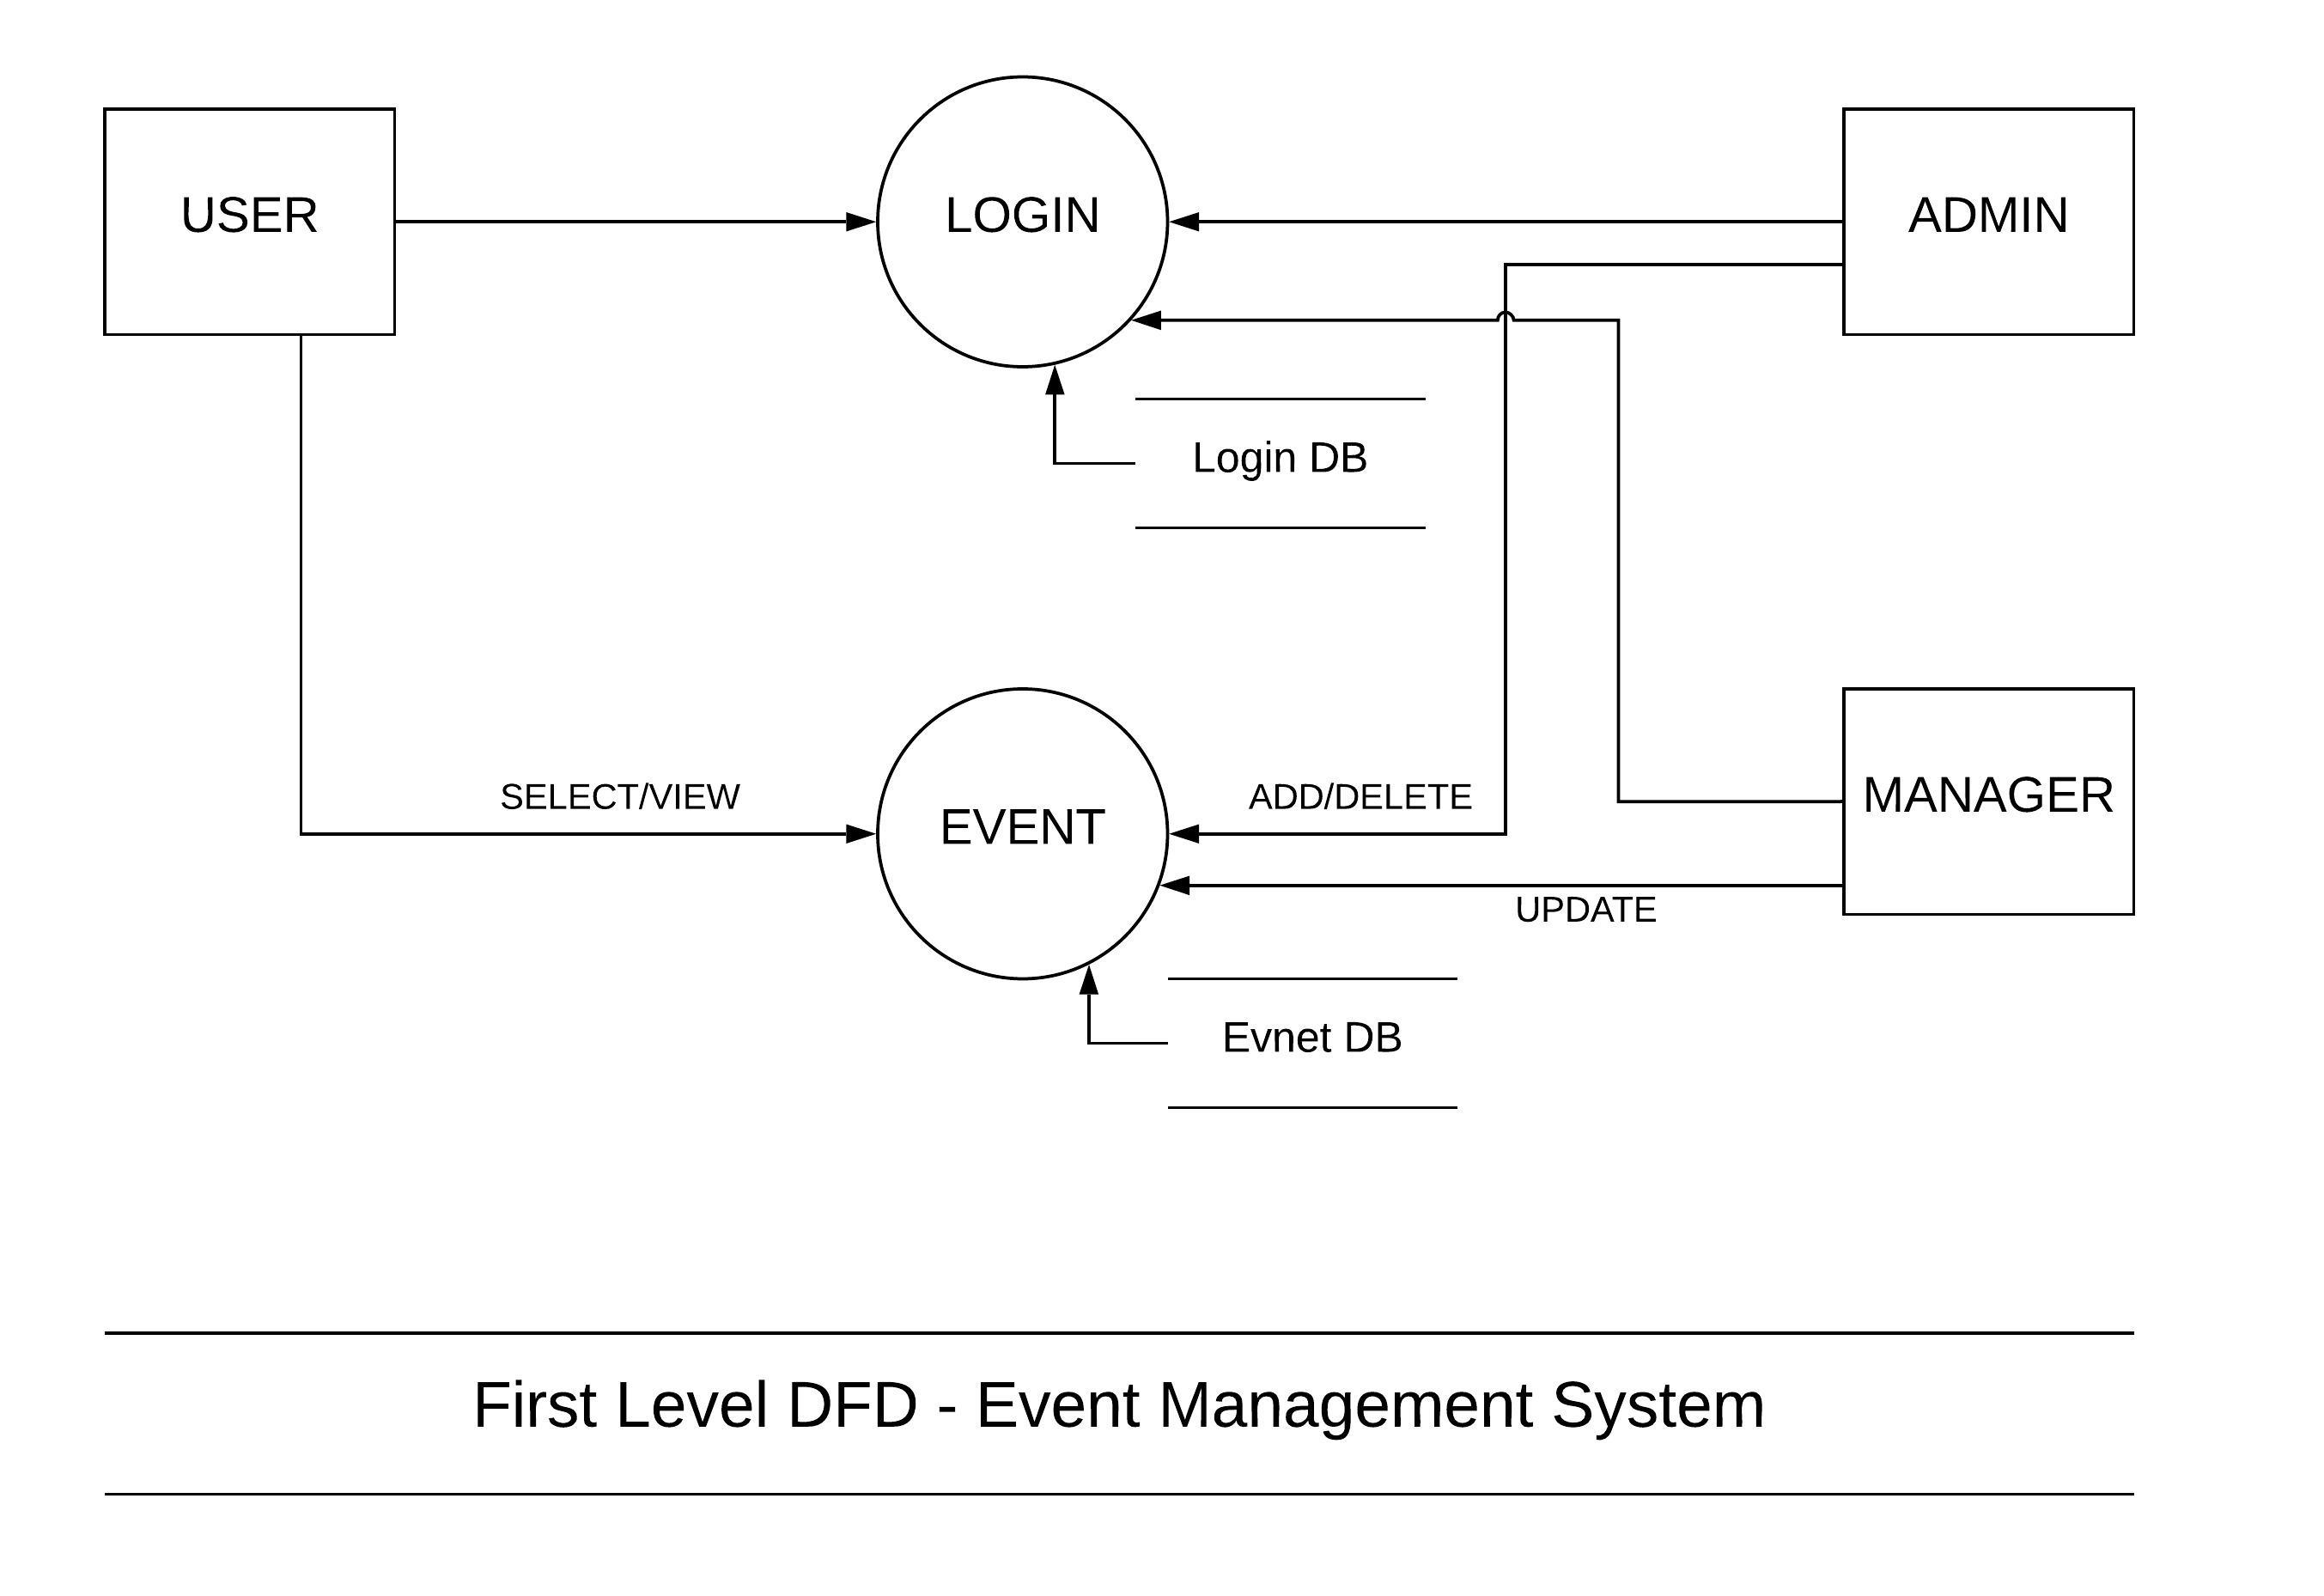 USER
LOGIN
ADMIN
Login DB
SELECT/VIEW
EVENT
ADD/DELETE
MANAGER
UPDATE
Evnet DB
First Level DFD - Event Management System